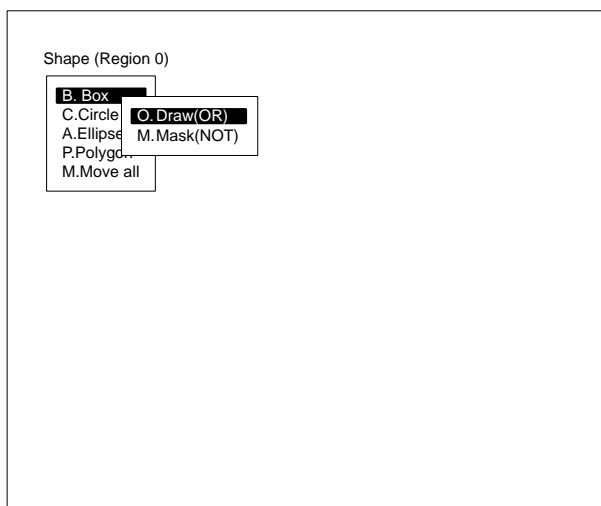 Shape (Region 0)
B. Box
C.Circle
A.Ellipse
P.Polygon
M.Move all
O.Draw(OR)
M.Mask(NOT)